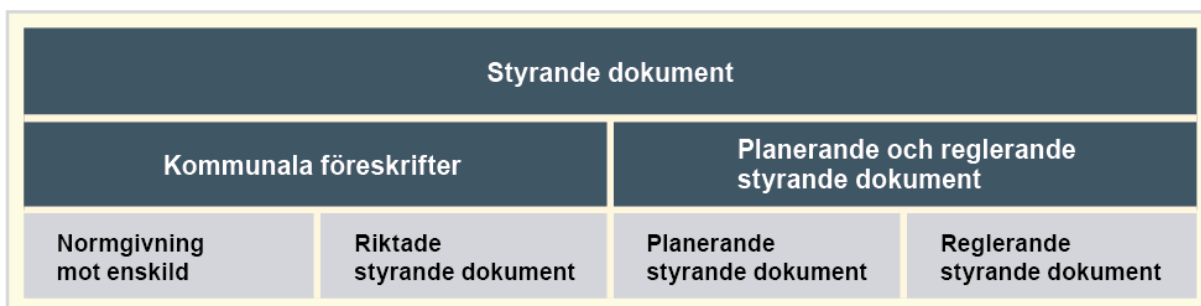 Styrande dokument
Kommunala föreskrifter
Planerande och reglerande
styrande dokument
Normgivning
mot enskild
Riktade
styrande dokument
Planerande
styrande dokument
Reglerande
styrande dokument